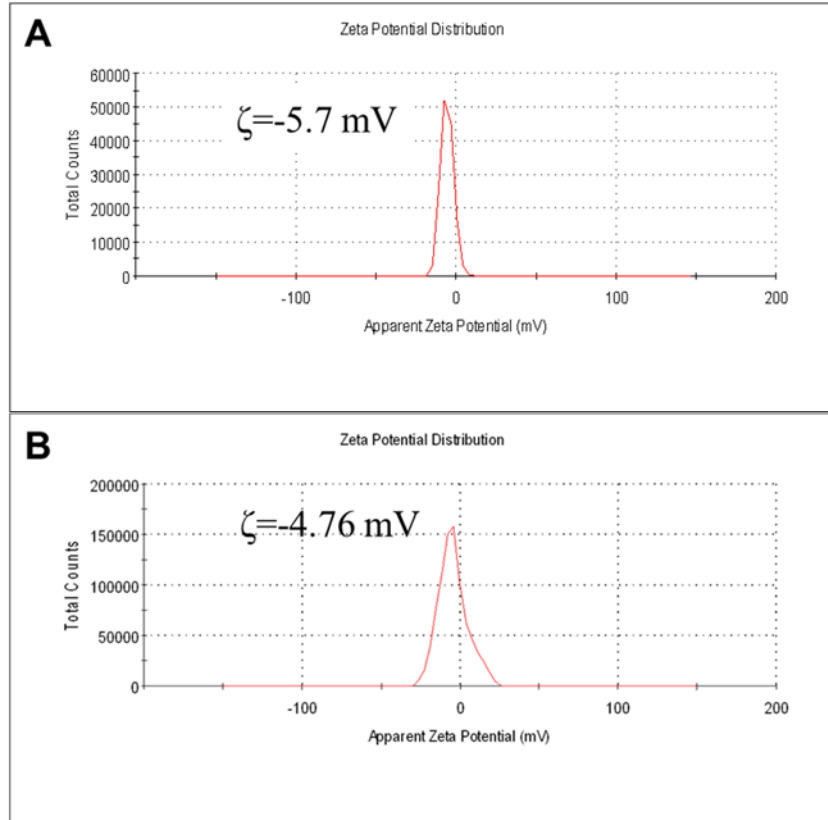 A
Zeta Potential Distribution
60000
50000
40000
30000
20000
10000
0
ζ=-5.7 mV
Total Counts
-100
0
100
200
Apparent Zeta Potential (mV)
B
Zeta Potential Distribution
200000
150000
100000
50000
0
ζ=-4.76 mV
Total Counts
-100
0
100
200
Apparent Zeta Potential (mV)